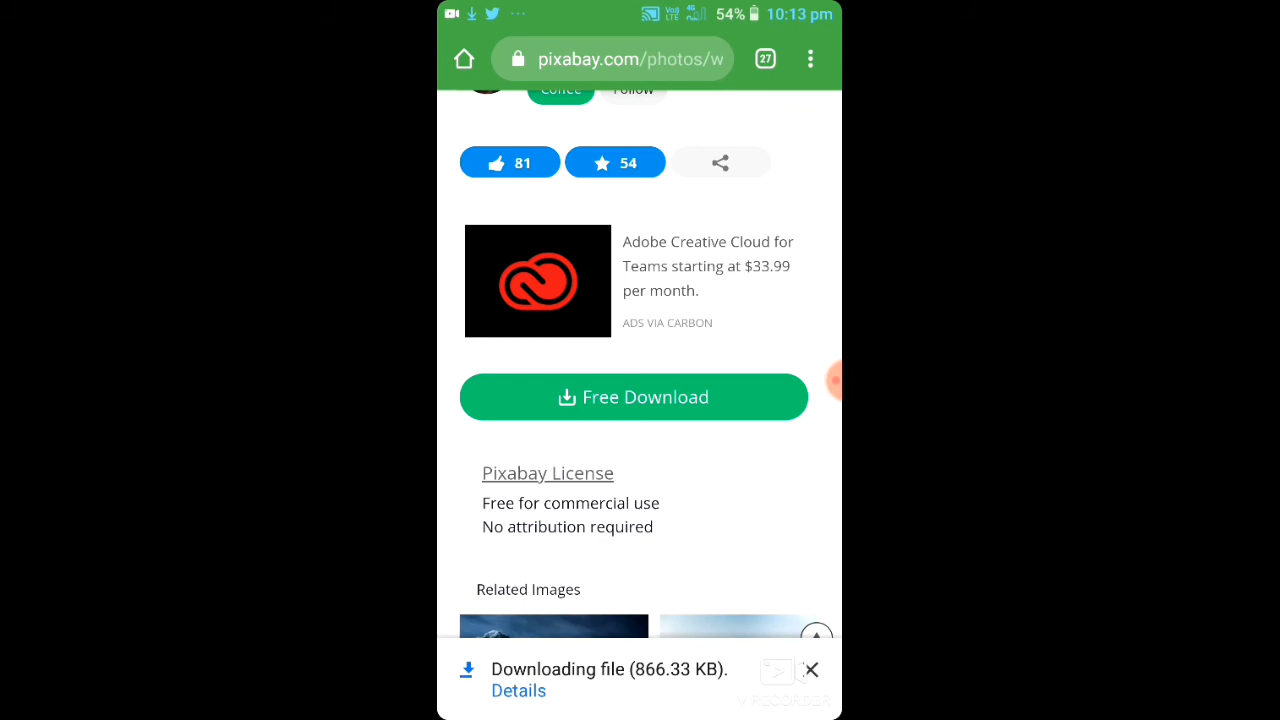 54% 10:13 pm
pixabay.com/photos/w 27
Coffee Follow
81 54
Adobe Creative Cloud for
Teams starting at $33.99
per month.
ADS VIA CARBON
Free Download
Pixabay License
Free for commercial use
No attribution required
Related Images
Downloading file (866.33 KB).
Details
V RECORDER